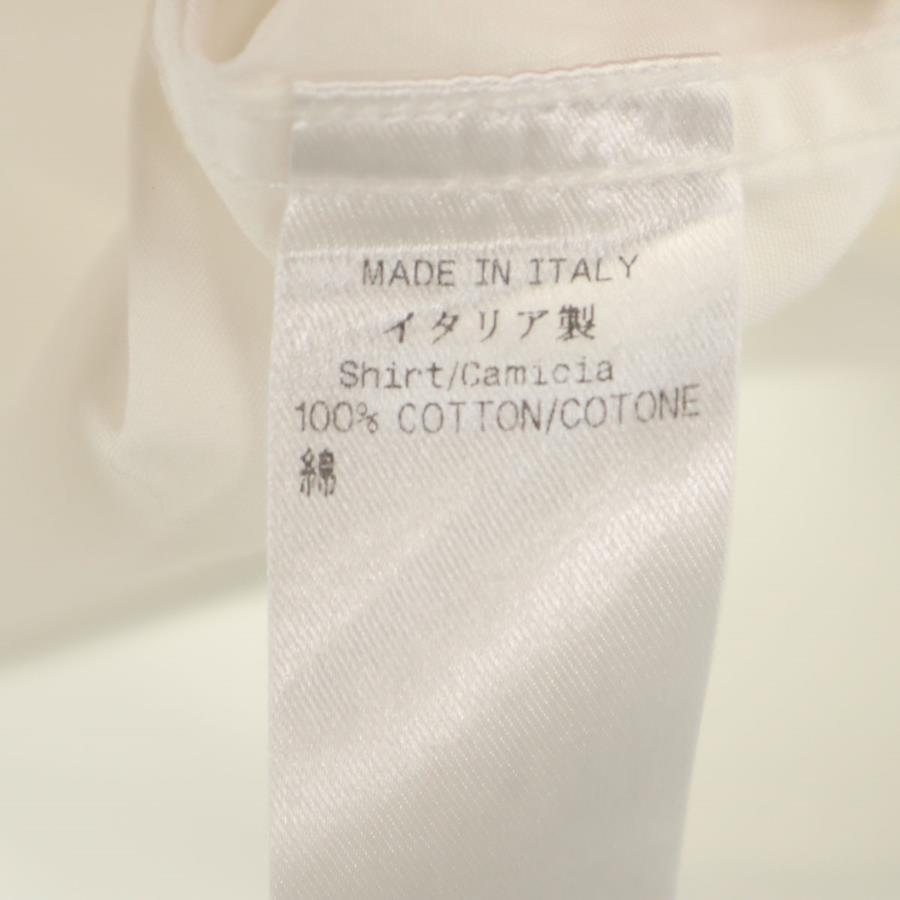 MADE IN ITALY
イタリア製
Shirt/Camicia
100% COTTON/COTONE
綿